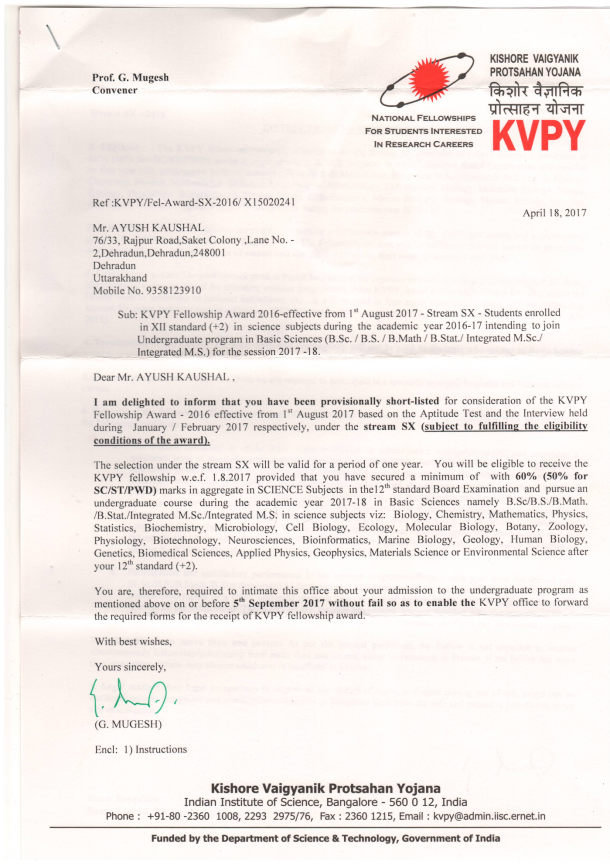 Prof. G. Mugesh
Convener
KISHORE VAIGYANIK
PROTSAHAN YOJANA
किशोर वैज्ञानिक
प्रोत्साहन योजना
KVPY
NATIONAL FELLOWSHIPS
FOR STUDENTS INTERESTED
IN RESEARCH CAREERS
Ref :KVPY/Fel-Award-SX-2016/ X15020241
April 18, 2017
Mr. AYUSH KAUSHAL
76/33, Rajpur Road,Saket Colony ,Lane No. -
2,Dehradun,Dehradun,248001
Dehradun
Uttarakhand
Mobile No. 9358123910
Sub: KVPY Fellowship Award 2016-effective from 1st August 2017 - Stream SX - Students enrolled
in XII standard (+2) in science subjects during the academic year 2016-17 intending to join
Undergraduate program in Basic Sciences (B.Sc. / B.S. / B.Math / B.Stat./ Integrated M.Sc./
Integrated M.S.) for the session 2017 -18.
Dear Mr. AYUSH KAUSHAL ,
I am delighted to inform that you have been provisionally short-listed for consideration of the KVPY
Fellowship Award - 2016 effective from 1st August 2017 based on the Aptitude Test and the Interview held
during January / February 2017 respectively, under the stream SX (subject to fulfilling the eligibility
conditions of the award).
The selection under the stream SX will be valid for a period of one year. You will be eligible to receive the
KVPY fellowship w.e.f. 1.8.2017 provided that you have secured a minimum of with 60% (50% for
SC/ST/PWD) marks in aggregate in SCIENCE Subjects in the12th standard Board Examination and pursue an
undergraduate course during the academic year 2017-18 in Basic Sciences namely B.Sc/B.S./B.Math.
/B.Stat./Integrated M.Sc./Integrated M.S. in science subjects viz: Biology, Chemistry, Mathematics, Physics,
Statistics, Biochemistry, Microbiology, Cell Biology, Ecology, Molecular Biology, Botany, Zoology,
Physiology, Biotechnology, Neurosciences, Bioinformatics, Marine Biology, Geology, Human Biology,
Genetics, Biomedical Sciences, Applied Physics, Geophysics, Materials Science or Environmental Science after
your 12th standard (+2).
You are, therefore, required to intimate this office about your admission to the undergraduate program as
mentioned above on or before 5th September 2017 without fail so as to enable the KVPY office to forward
the required forms for the receipt of KVPY fellowship award.
With best wishes,
Yours sincerely,
(G. MUGESH)
Encl: 1) Instructions
Kishore Vaigyanik Protsahan Yojana
Indian Institute of Science, Bangalore - 560 0 12, India
Phone : +91-80 -2360 1008, 2293 2975/76, Fax : 2360 1215, Email : kvpy@admin.iisc.ernet.in
Funded by the Department of Science & Technology, Government of India